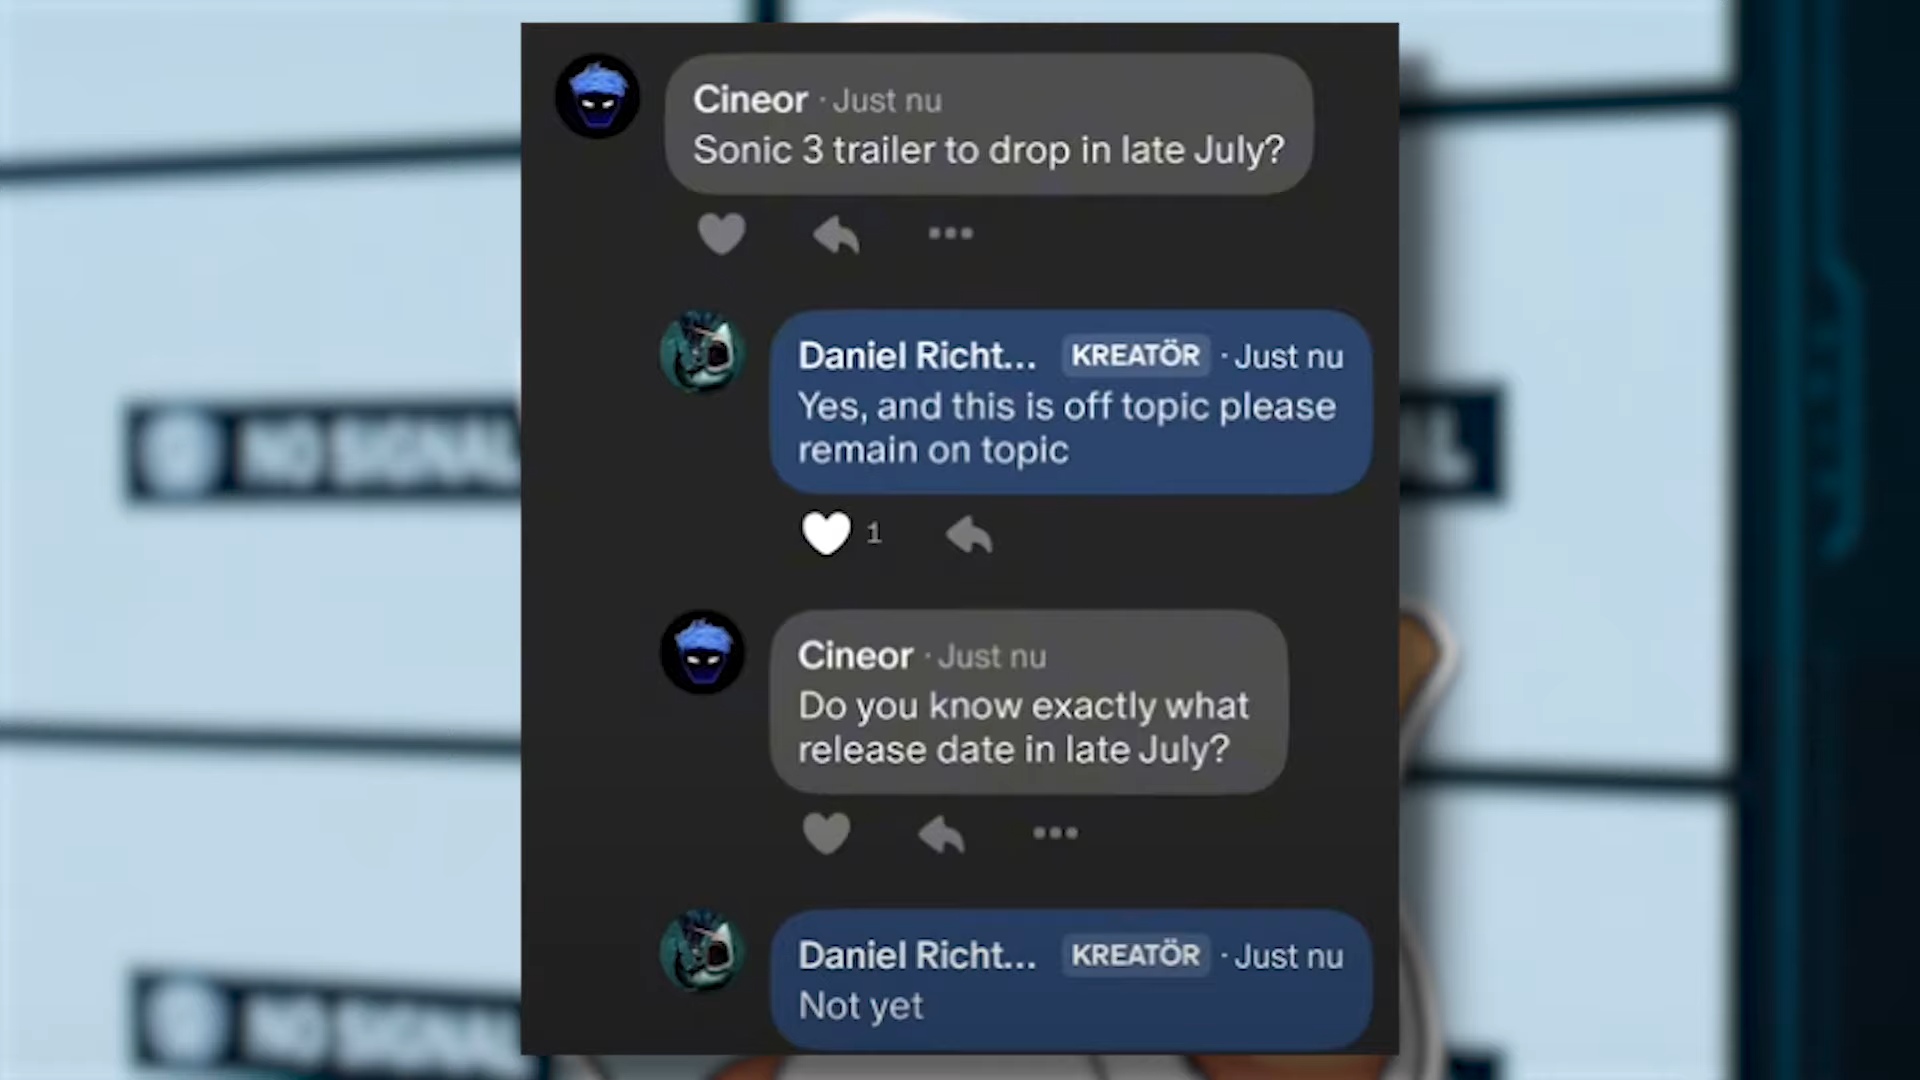 Cineor · Just nu
Sonic 3 trailer to drop in late July?
Daniel Richt... KREATÖR · Just nu
Yes, and this is off topic please
remain on topic
1
Cineor · Just nu
Do you know exactly what
release date in late July?
Daniel Richt... KREATÖR · Just nu
Not yet
NO SIGNAL
NO SIGNAL